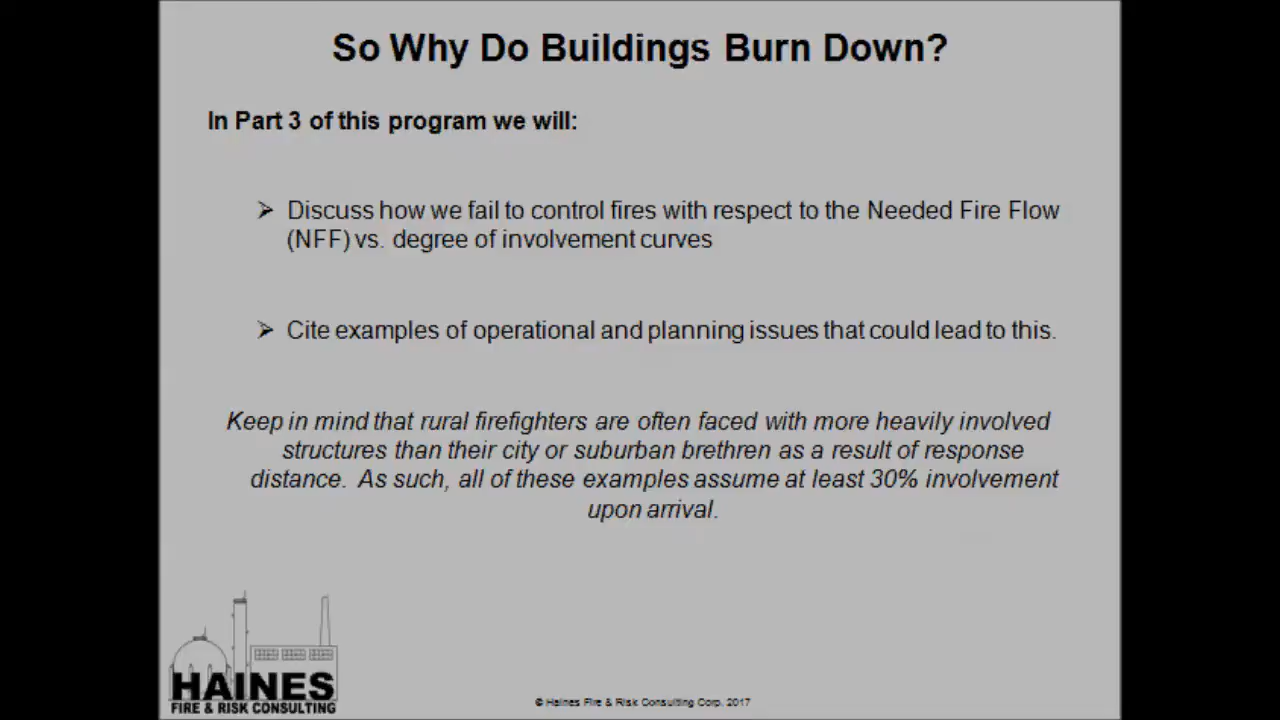 So Why Do Buildings Burn Down?
In Part 3 of this program we will:
➢ Discuss how we fail to control fires with respect to the Needed Fire Flow
(NFF) vs. degree of involvement curves
➢ Cite examples of operational and planning issues that could lead to this.
Keep in mind that rural firefighters are often faced with more heavily involved
structures than their city or suburban brethren as a result of response
distance. As such, all of these examples assume at least 30% involvement
upon arrival.
HAINES
FIRE & RISK CONSULTING
© Haines Fire & Risk Consulting Corp. 2017